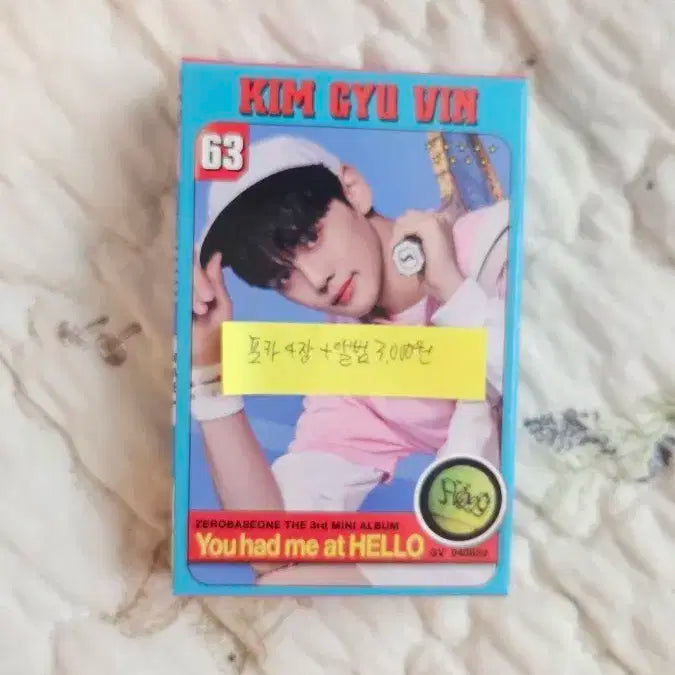 KIM GYU VIN
63
포카 4장 + 앨범 3,000원
Hello
ZEROBASEONE THE 3rd MINI ALBUM
You had me at HELLO